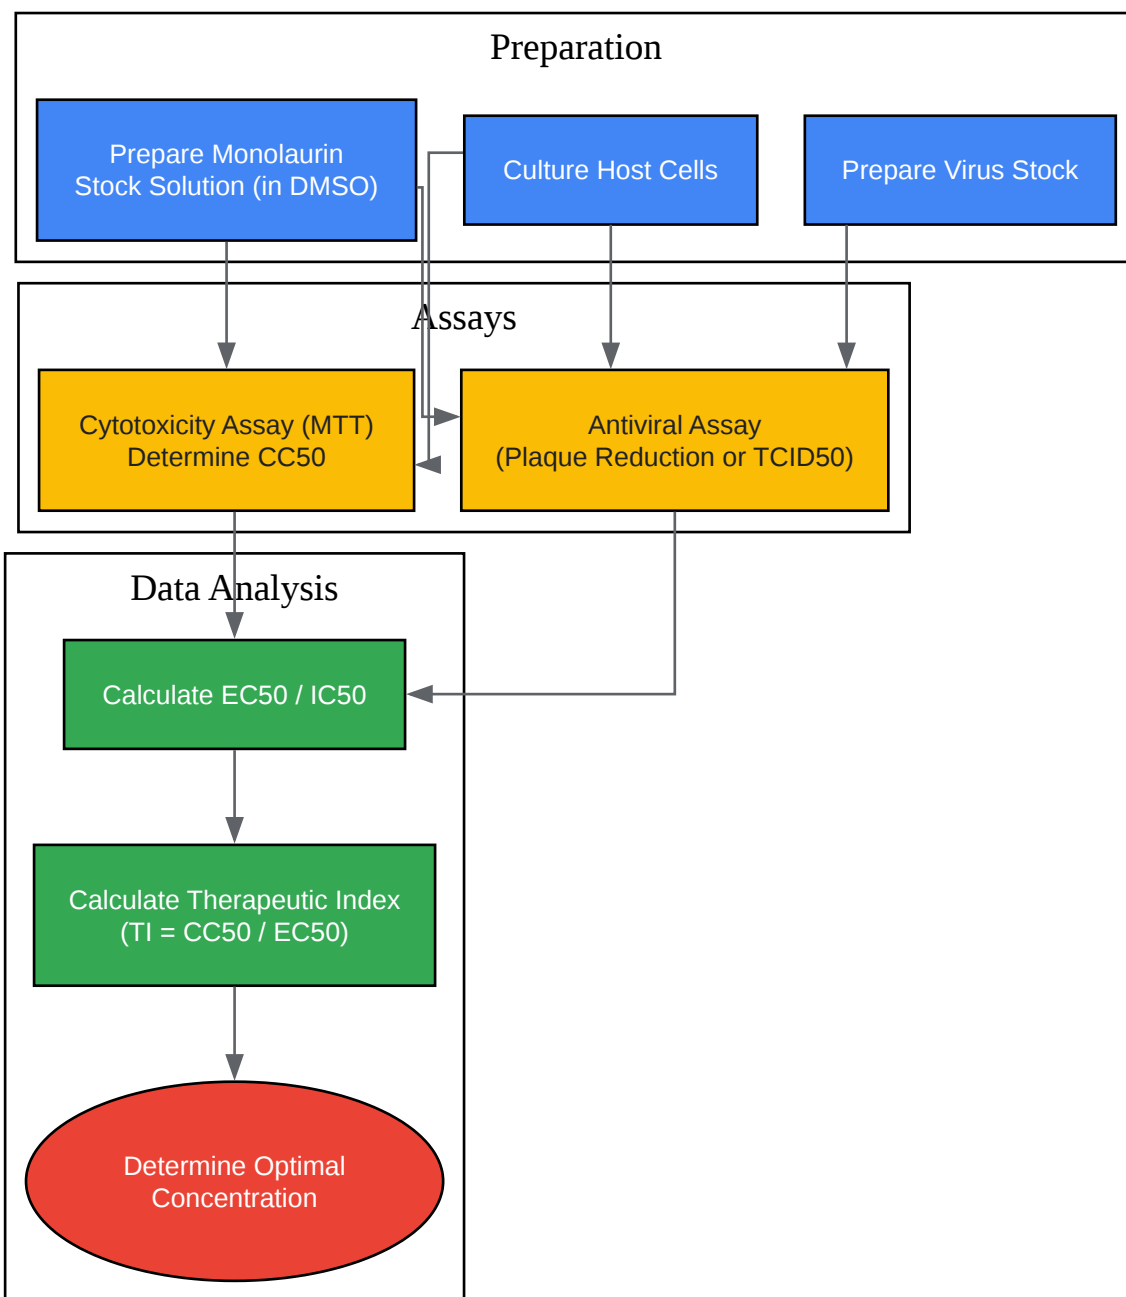 Preparation
Prepare Monolaurin
Stock Solution (in DMSO)
Culture Host Cells
Prepare Virus Stock
Assays
Cytotoxicity Assay (MTT)
Determine CC50
Antiviral Assay
(Plaque Reduction or TCID50)
Data Analysis
Calculate EC50 / IC50
Calculate Therapeutic Index
(TI = CC50 / EC50)
Determine Optimal
Concentration